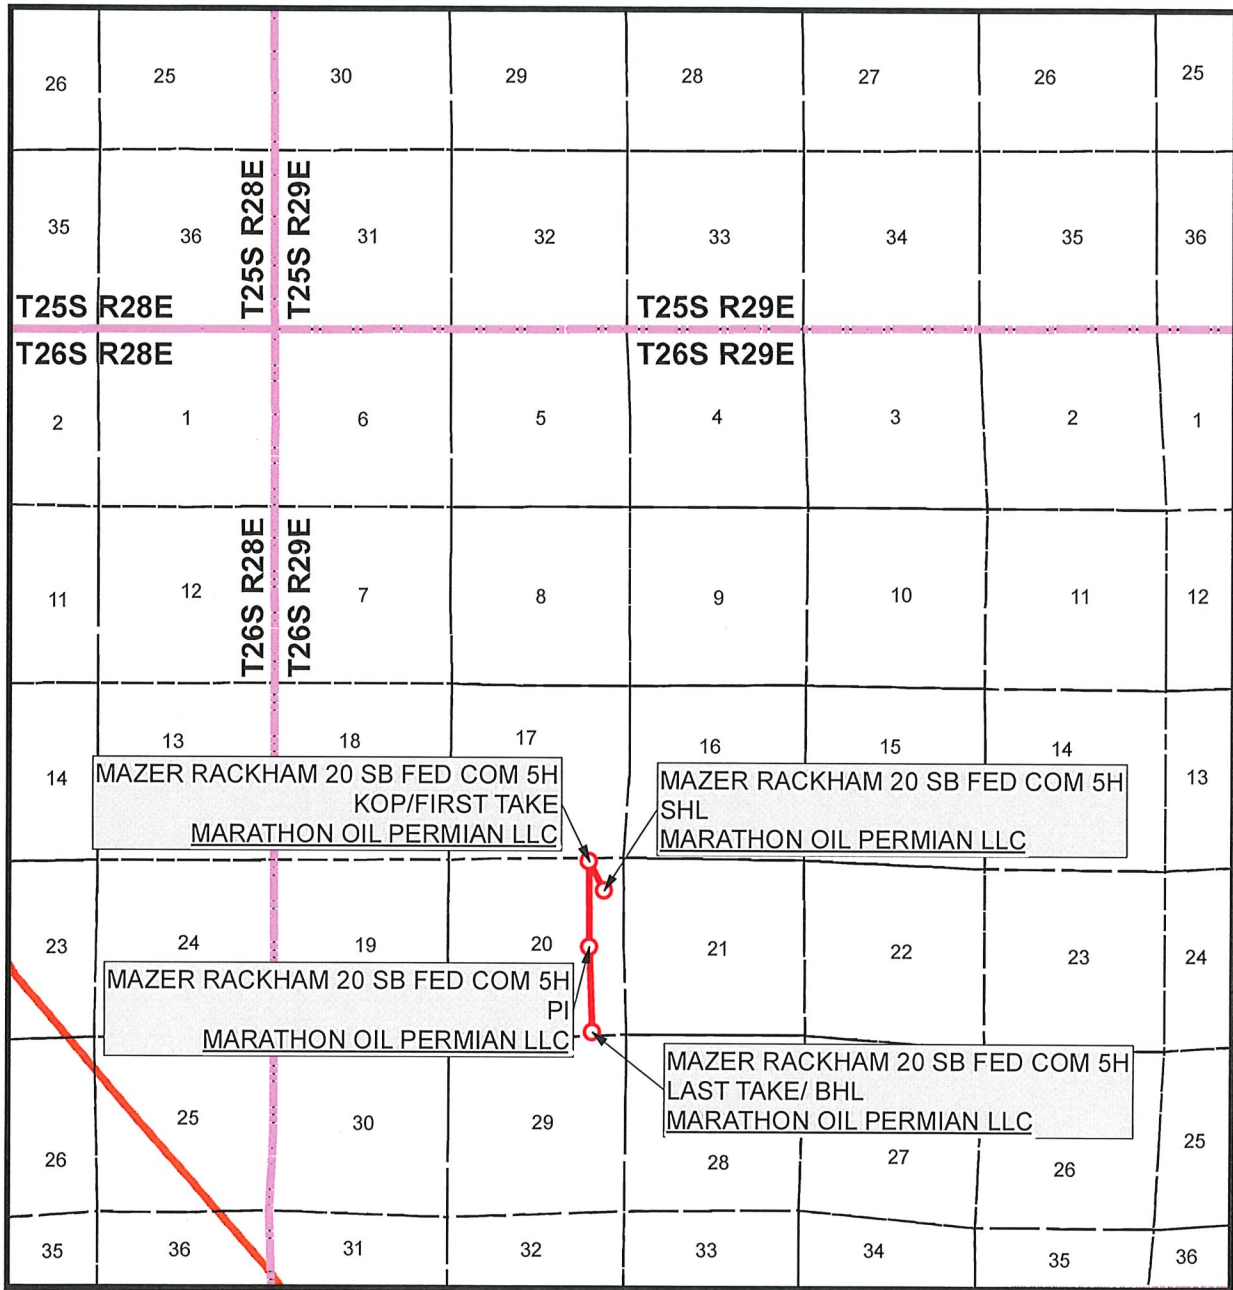 26 25 30 29 28 27 26 25
35 36 31 32 33 34 35 36
T25S R28E
T25S R29E
T25S R28E
T25S R29E
T26S R28E
T26S R29E
2 1 6 5 4 3 2 1
T26S R28E
T26S R29E
11 12 7 8 9 10 11 12
13 18 17 16 15 14
14 13
MAZER RACKHAM 20 SB FED COM 5H
KOP/FIRST TAKE
MARATHON OIL PERMIAN LLC
MAZER RACKHAM 20 SB FED COM 5H
SHL
MARATHON OIL PERMIAN LLC
23 24 19 20 21 22 23 24
MAZER RACKHAM 20 SB FED COM 5H
PI
MARATHON OIL PERMIAN LLC
MAZER RACKHAM 20 SB FED COM 5H
LAST TAKE/ BHL
MARATHON OIL PERMIAN LLC
25 30 29
26 28 27 26 25
35 36 31 32 33 34 35 36